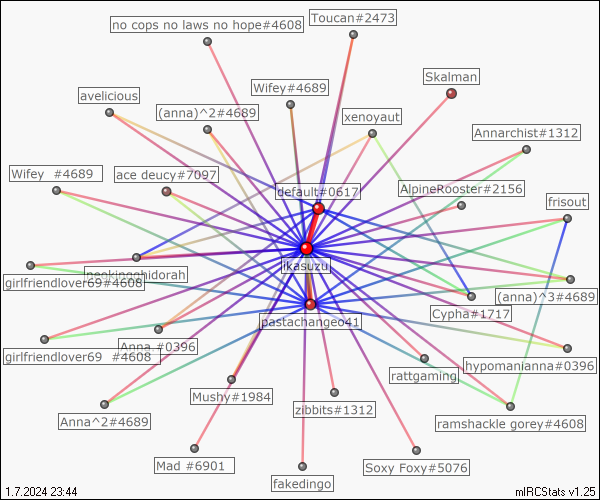 Toucan#2473
no cops no laws no hope#4608
Skalman
Wifey#4689
avelicious
(anna)^2#4689
xenoyaut
Annarchist#1312
Wifey #4689
ace deucy#7097
default#0617
AlpineRooster#2156
frisout
ikasuzu
neokingghidorah
girlfriendlover69#4608
(anna)^3#4689
Cypha#1717
pastachange041
Anna #0396
girlfriendlover69 #4608
hypomanianna#0396
rattgaming
Mushy#1984
zibbits#1312
Anna^2#4689
ramshackle gorey#4608
Mad #6901
Soxy Foxy#5076
fakedingo
1.7.2024 23:44
mIRCStats v1.25